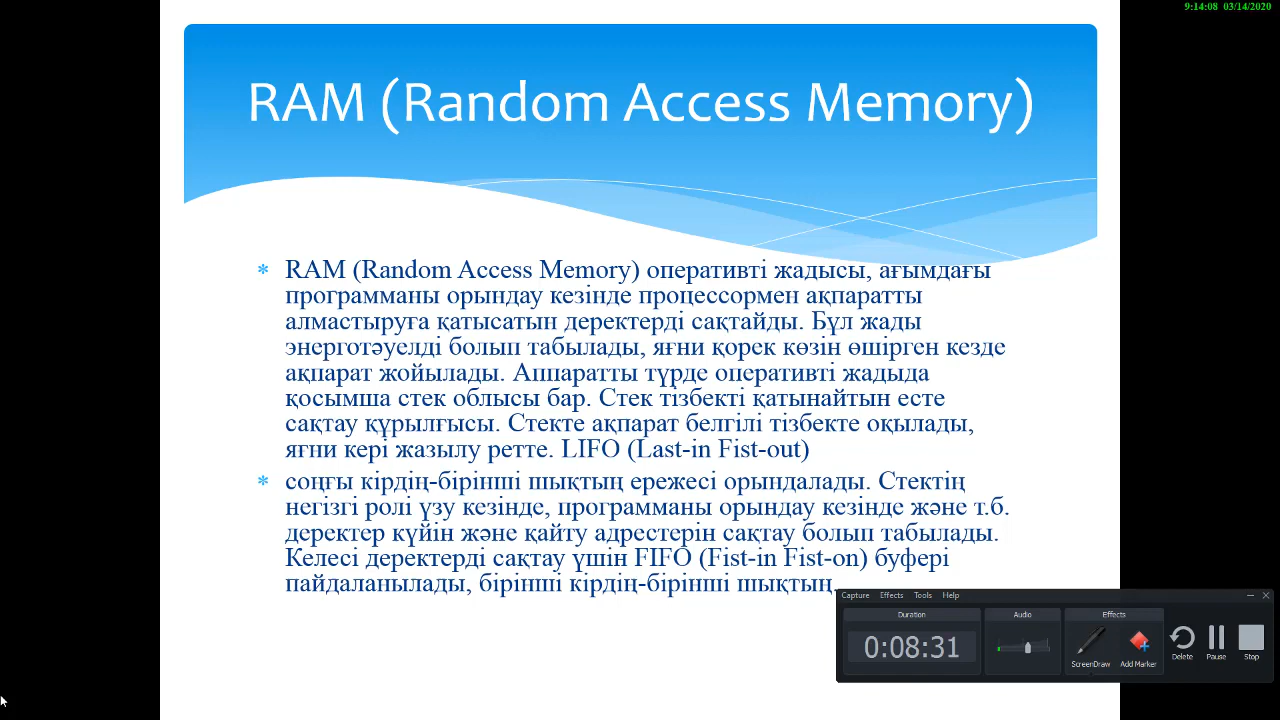 9:14:08 03/14/2020
RAM (Random Access Memory)
RAM (Random Access Memory) оперативті жадысы, ағымдағы
программаны орындау кезінде процессормен ақпаратты
алмастыруға қатысатын деректерді сақтайды. Бұл жады
энерготәуелді болып табылады, яғни қорек көзін өшірген кезде
ақпарат жойылады. Аппаратты түрде оперативті жадыда
қосымша стек облысы бар. Стек тізбекті қатынайтын есте
сақтау құрылғысы. Стекте ақпарат белгілі тізбекте оқылады,
яғни кері жазылу ретте. LIFO (Last-in Fist-out)
соңғы кірдің-бірінші шықтың ережесі орындалады. Стектің
негізгі ролі үзу кезінде, программаны орындау кезінде және т.б.
деректер күйін және қайту адрестерін сақтау болып табылады.
Келесі деректерді сақтау үшін FIFO (Fist-in Fist-on) буфері
пайдаланылады, бірінші кірдің-бірінші шықтың.
Capture Effects Tools Help
Duration Audio Effects
0:08:31
ScreenDraw Add Marker Delete Pause Stop